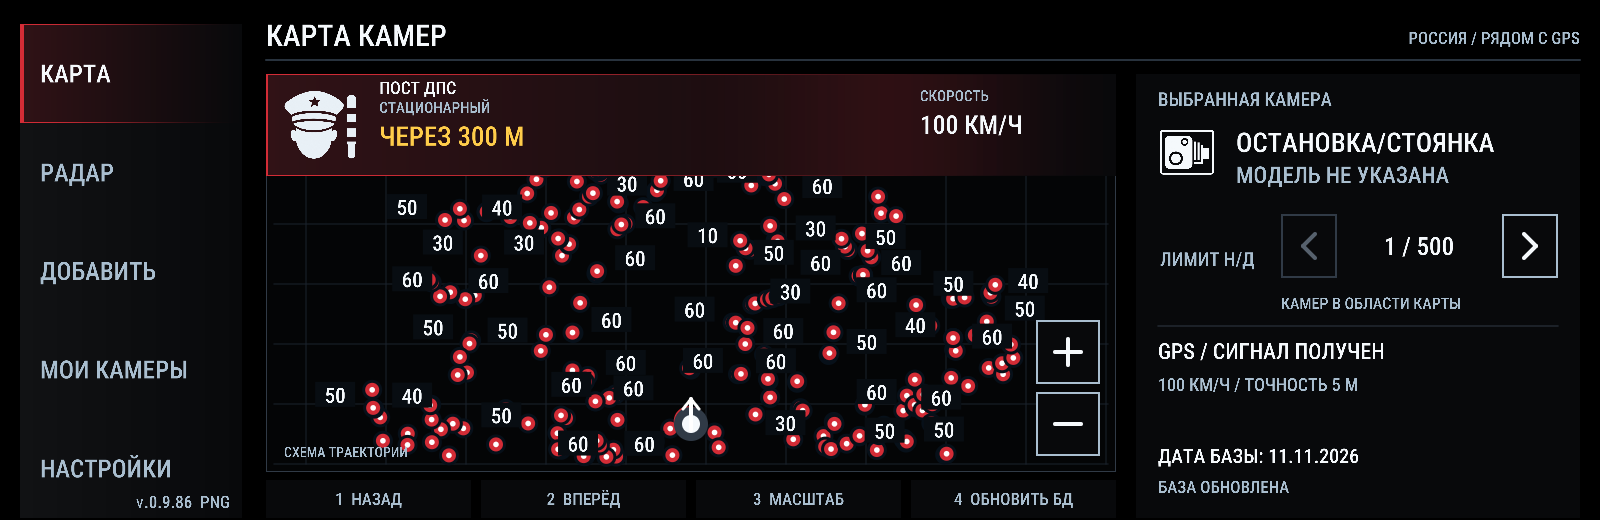 КАРТА
РАДАР
ДОБАВИТЬ
МОИ КАМЕРЫ
НАСТРОЙКИ
v.0.9.86 PNG
КАРТА КАМЕР
РОССИЯ / РЯДОМ С GPS
ПОСТ ДПС
СТАЦИОНАРНЫЙ
ЧЕРЕЗ 300 М
СКОРОСТЬ
100 КМ/Ч
30 60 60
50 40 60
30 30 10 30 50
60 50 60 60
60 60 30 60 50 40
50 50 60 60 60 50 40 50 60
60 60 60
60 60
50 40 50 30 60 60
60 60 50 50
СХЕМА ТРАЕКТОРИИ
1 НАЗАД
2 ВПЕРЁД
3 МАСШТАБ
4 ОБНОВИТЬ БД
ВЫБРАННАЯ КАМЕРА
ОСТАНОВКА/СТОЯНКА
МОДЕЛЬ НЕ УКАЗАНА
ЛИМИТ Н/Д
1 / 500
КАМЕР В ОБЛАСТИ КАРТЫ
GPS / СИГНАЛ ПОЛУЧЕН
100 КМ/Ч / ТОЧНОСТЬ 5 М
ДАТА БАЗЫ: 11.11.2026
БАЗА ОБНОВЛЕНА